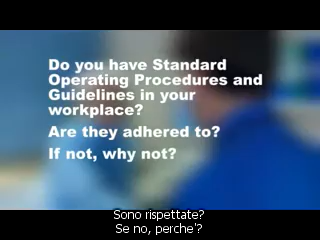 Do you have Standard
Operating Procedures and
Guidelines in your
workplace?
Are they adhered to?
If not, why not?
Sono rispettate?
Se no, perche'?